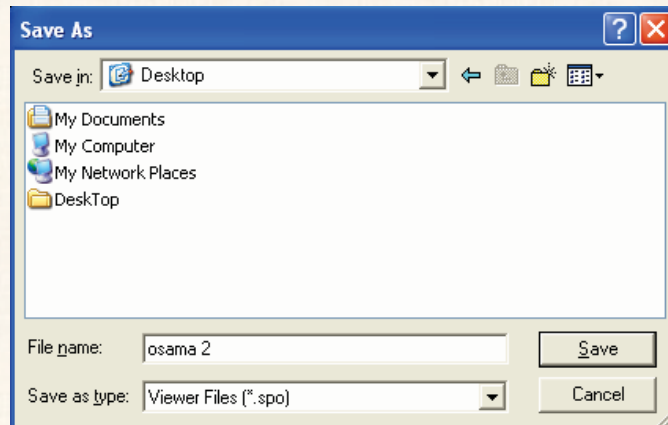 Save As
Save in: Desktop
My Documents
My Computer
My Network Places
DeskTop
File name: osama 2 Save
Save as type: Viewer Files (*.spo) Cancel